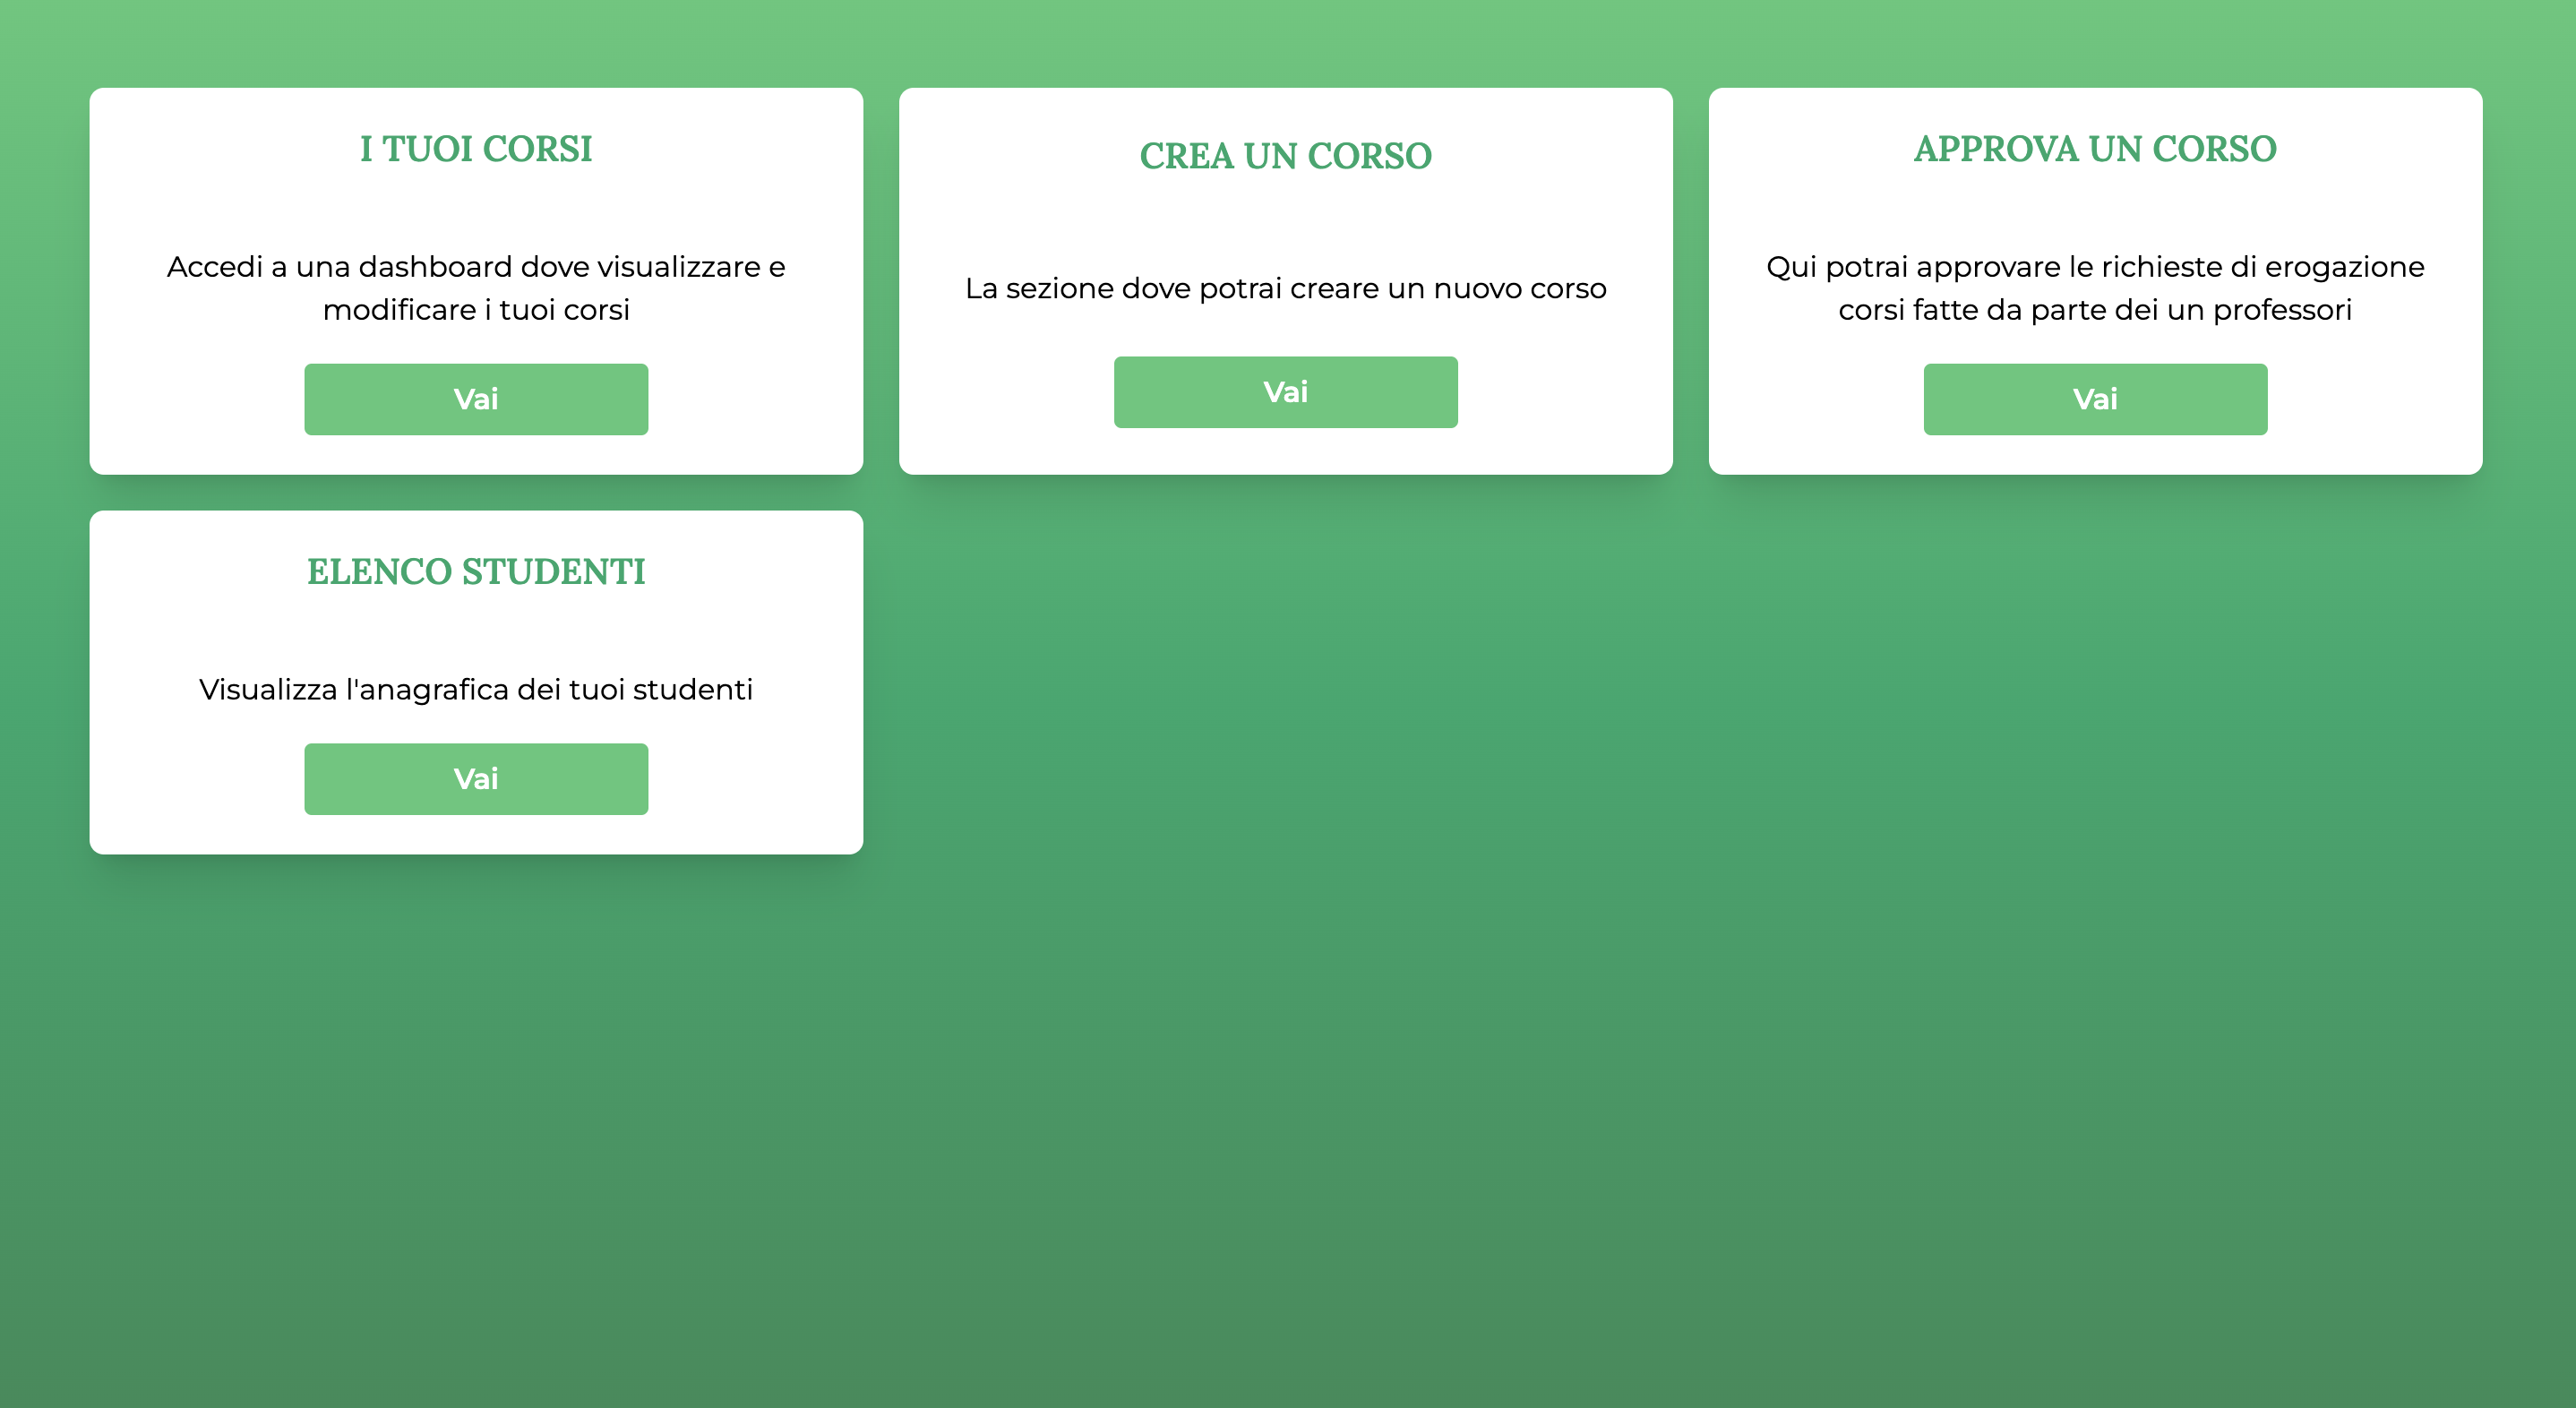 I TUOI CORSI
Accedi a una dashboard dove visualizzare e
modificare i tuoi corsi
Vai
CREA UN CORSO
La sezione dove potrai creare un nuovo corso
Vai
APPROVA UN CORSO
Qui potrai approvare le richieste di erogazione
corsi fatte da parte dei un professori
Vai
ELENCO STUDENTI
Visualizza l'anagrafica dei tuoi studenti
Vai